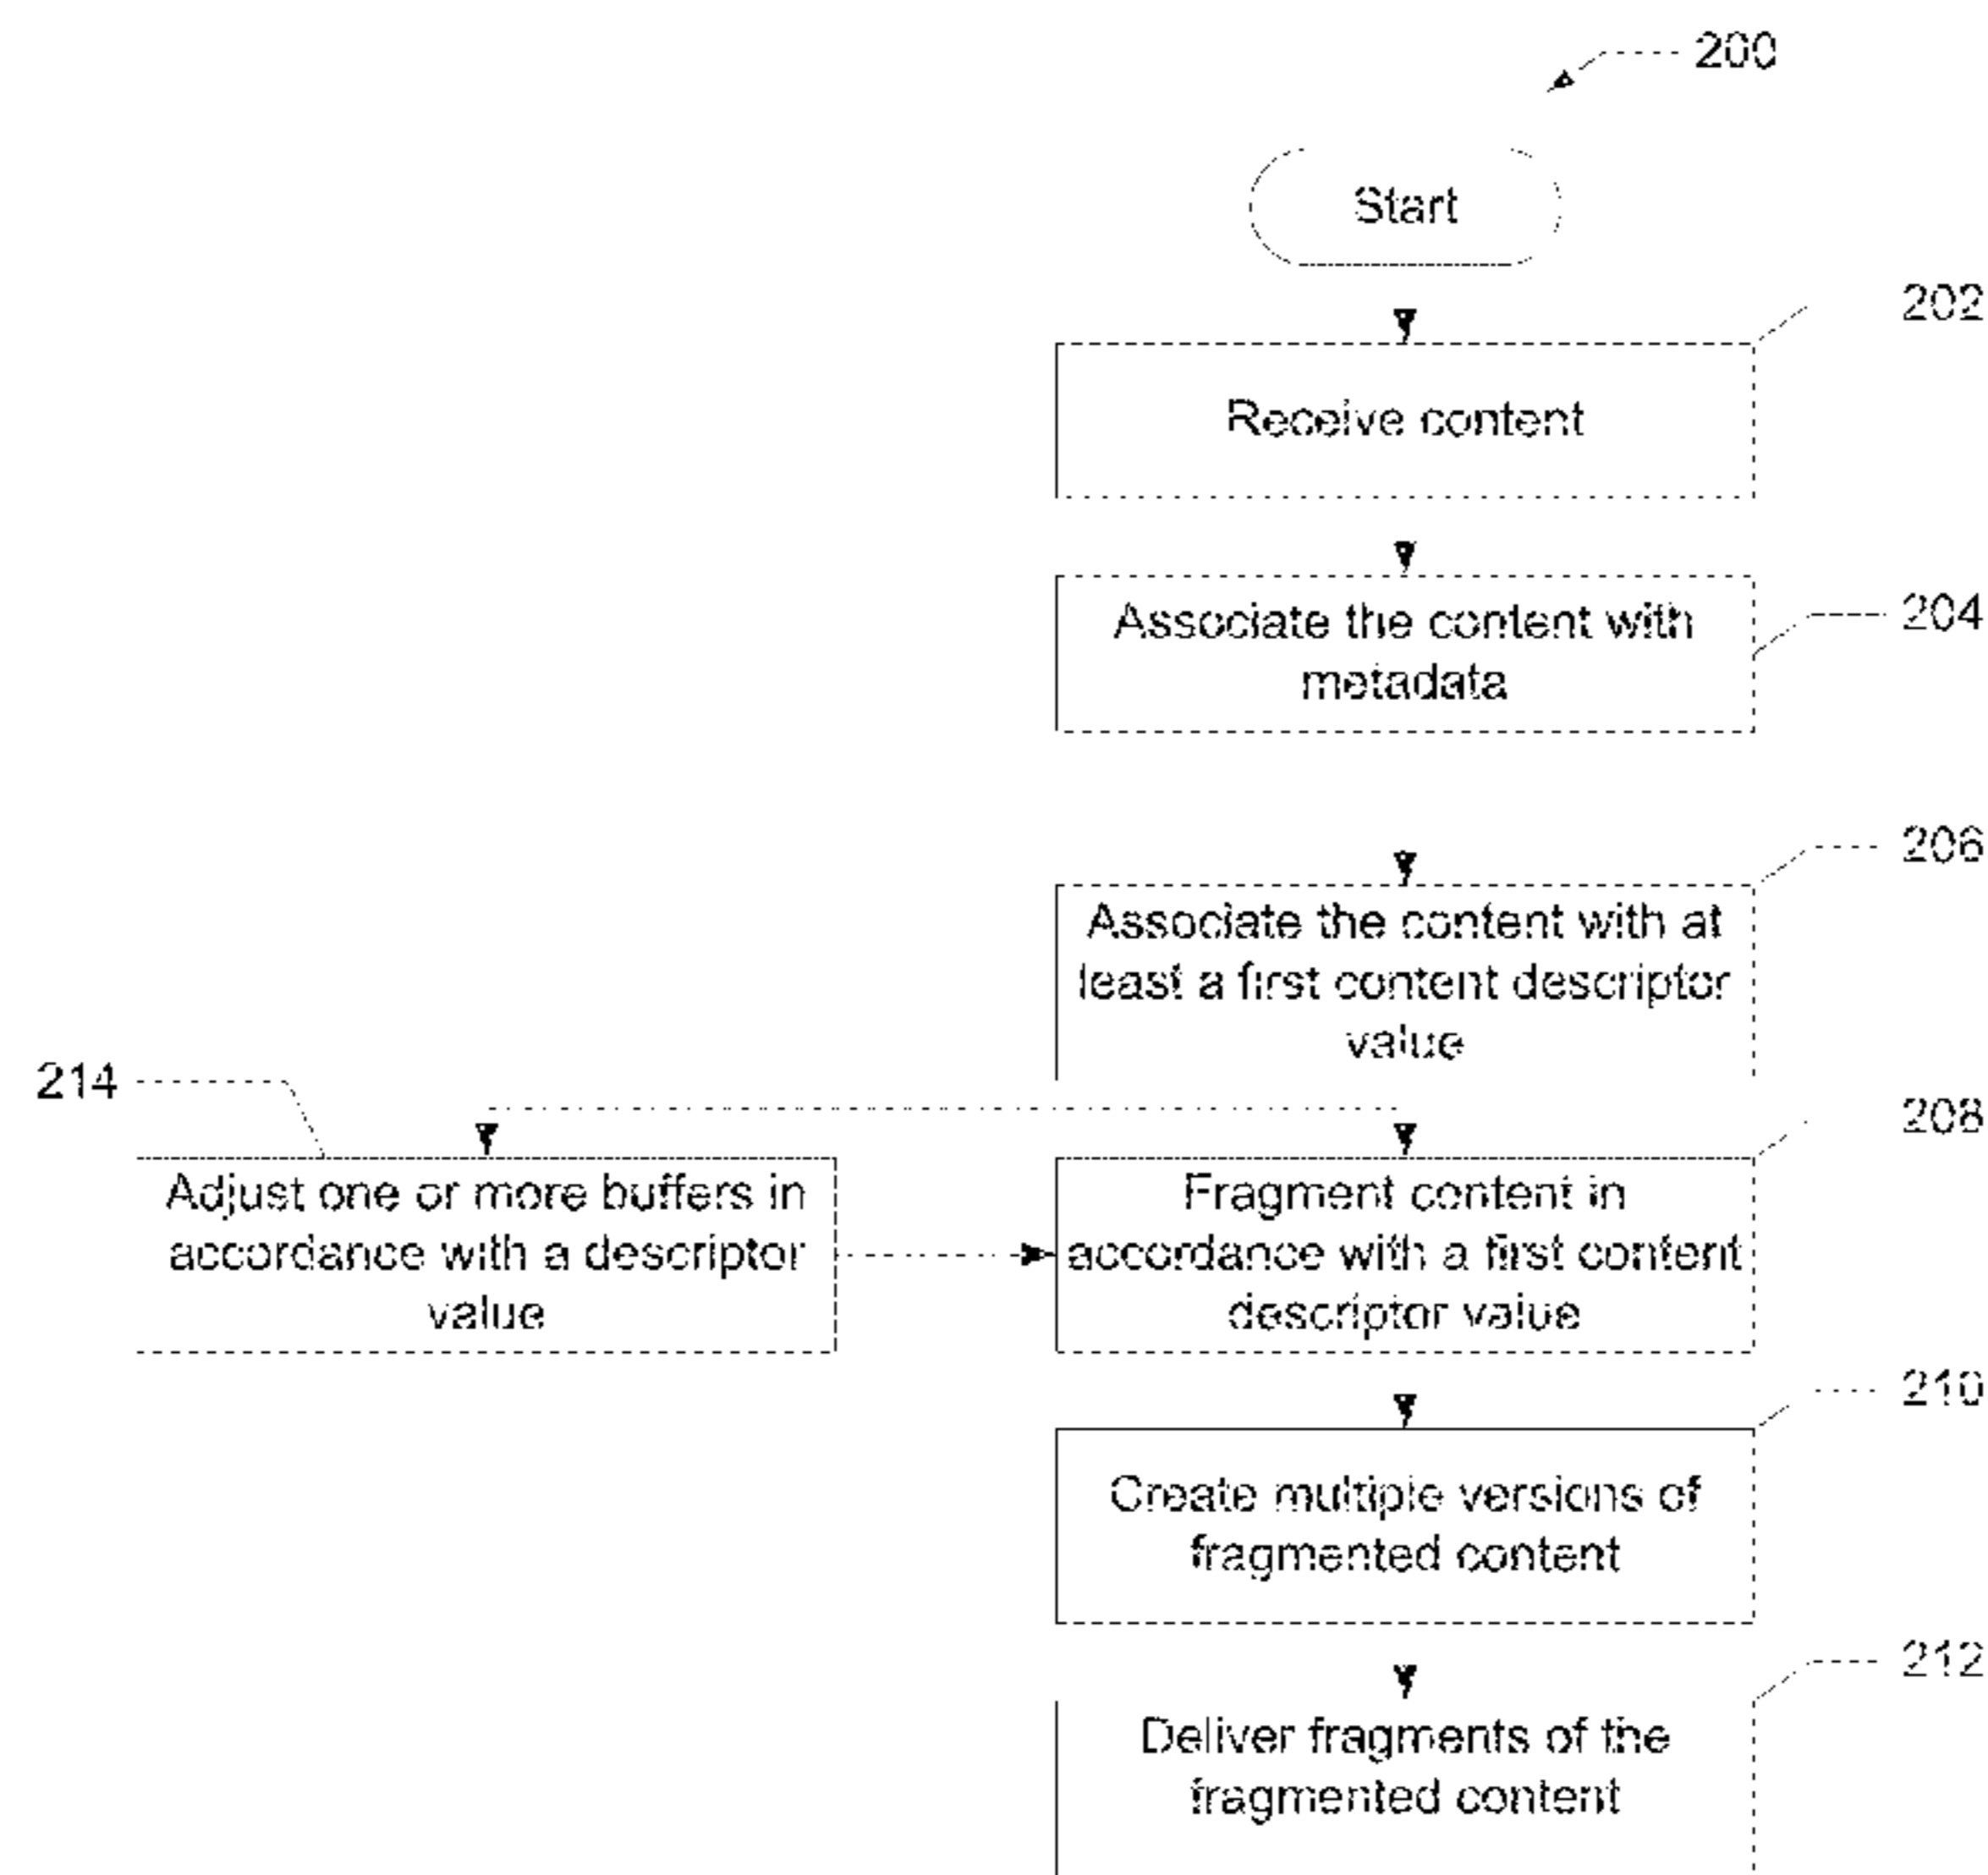 200
Start
202
Receive content
204
Associate the content with
metadata
206
Associate the content with at
least a first content descriptor
value
214
Adjust one or more buffers in
accordance with a descriptor
value
208
Fragment content in
accordance with a first content
descriptor value
210
Create multiple versions of
fragmented content
212
Deliver fragments of the
fragmented content